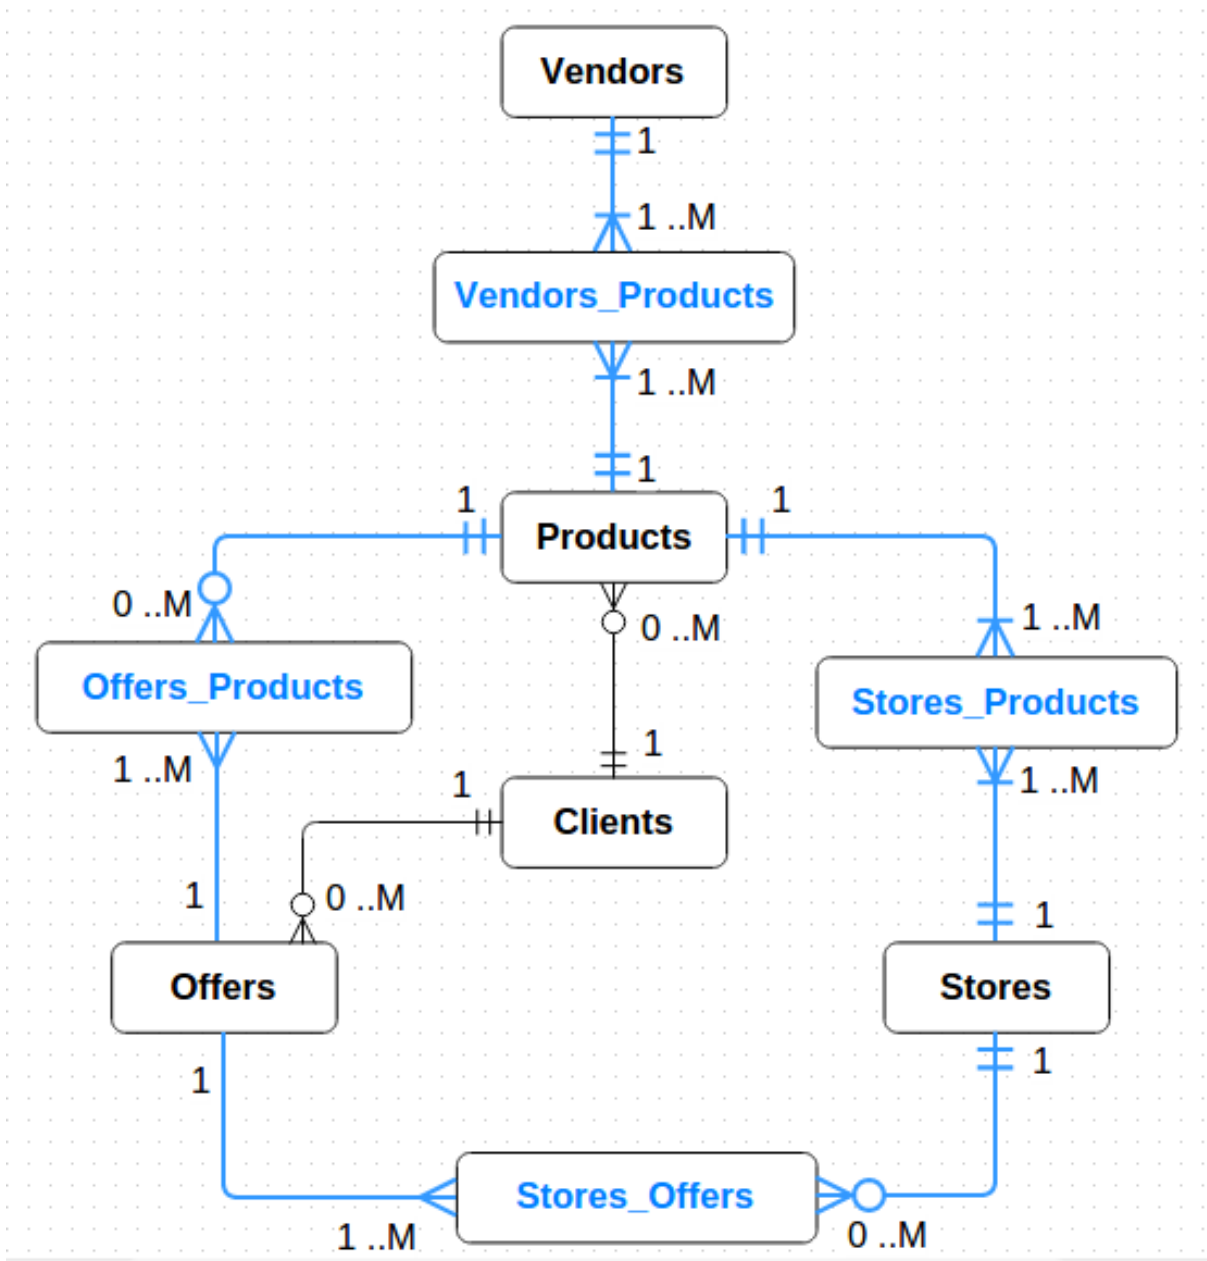 Vendors
1
1 ..M
Vendors_Products
1 ..M
1
1
1
Products
0 ..M
0 ..M
1 ..M
Offers_Products
Stores_Products
1 ..M
1
1 ..M
1
Clients
1
0 ..M
1
Offers
Stores
1
1
Stores_Offers
1 ..M
0 ..M